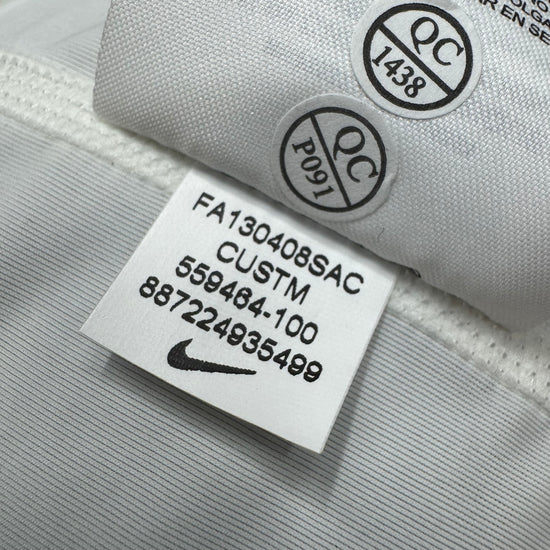 QC
1438
QC
P091
FA130408SAC
CUSTM
559464-100
887224935499